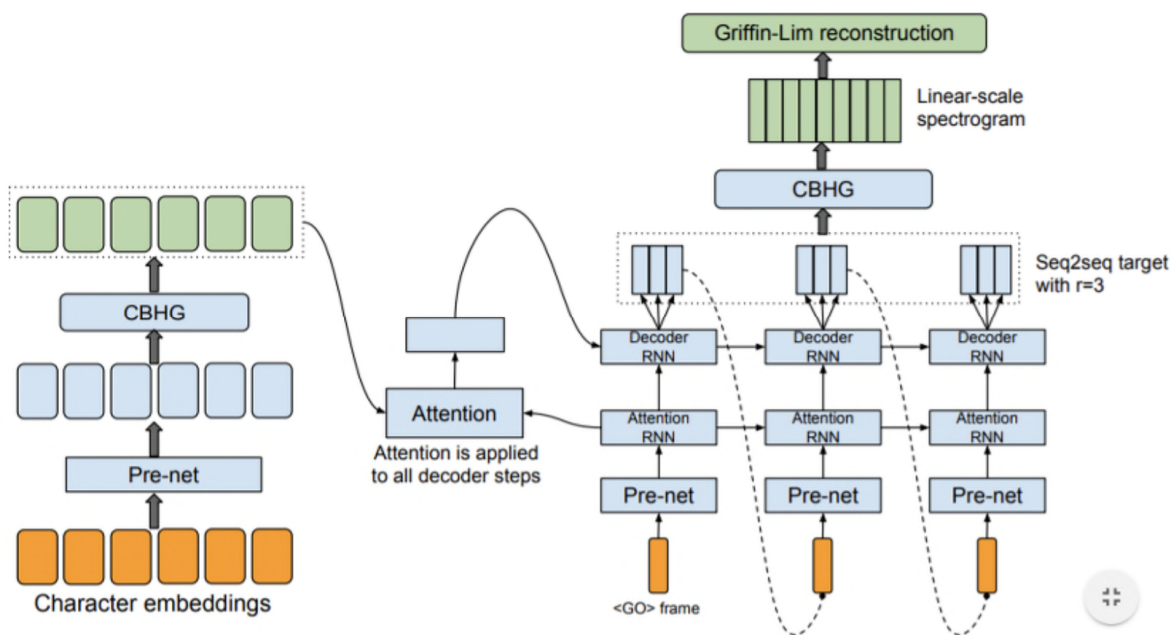 Griffin-Lim reconstruction
Linear-scale
spectrogram
CBHG
Seq2seq target
with r=3
CBHG
Decoder
RNN
Decoder
RNN
Decoder
RNN
Attention
Attention is applied
to all decoder steps
Attention
RNN
Attention
RNN
Attention
RNN
Pre-net
Pre-net
Pre-net
Pre-net
Character embeddings
<GO> frame